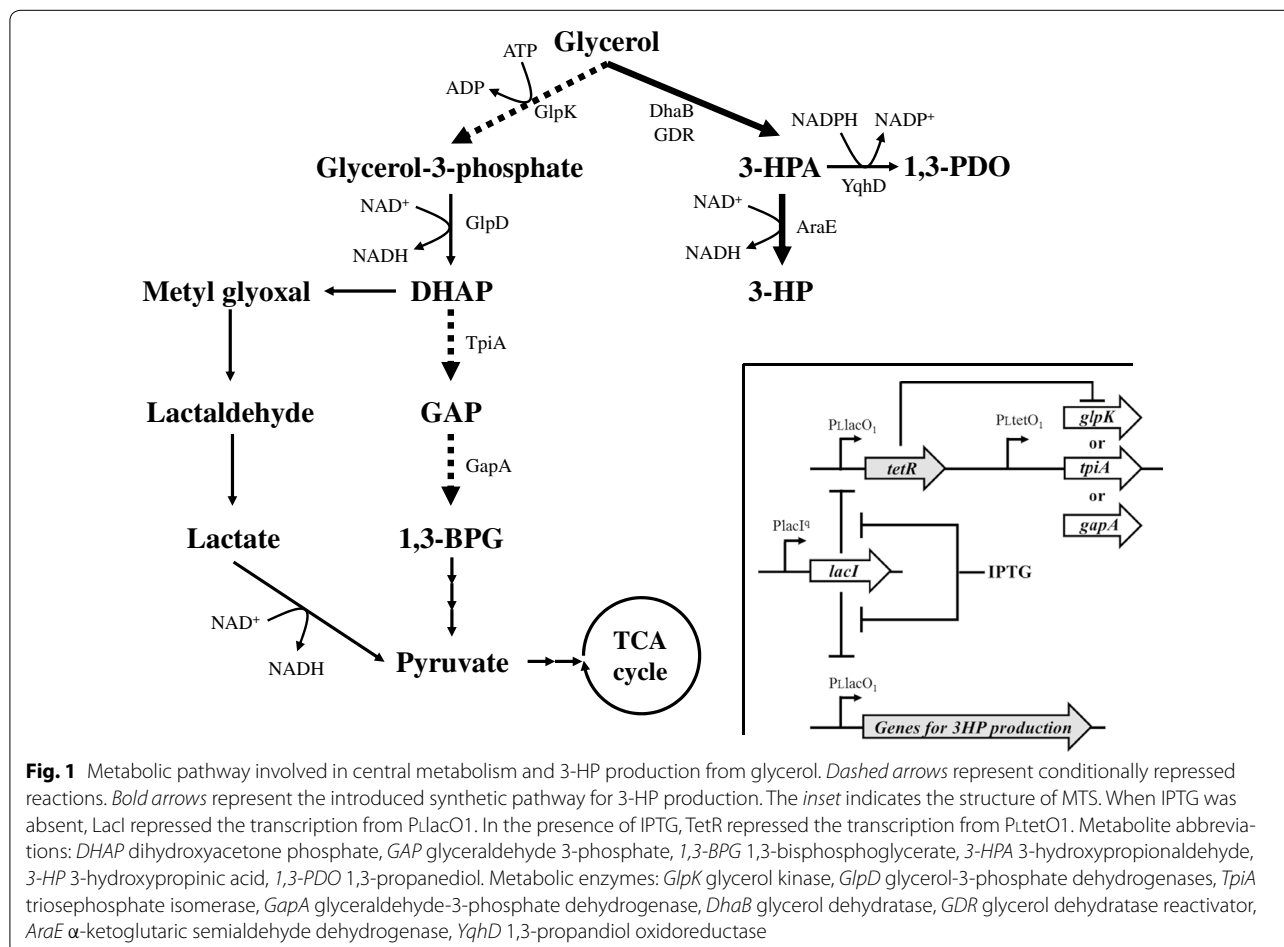 Glycerol
ATP
ADP
GlpK
DhaB
GDR
NADPH
NADP+
Glycerol-3-phosphate
3-HPA
1,3-PDO
YqhD
NAD+
GlpD
NADH
NAD+
AraE
NADH
Metyl glyoxal
DHAP
3-HP
TpiA
Lactaldehyde
GAP
GapA
Lactate
1,3-BPG
NAD+
NADH
Pyruvate
TCA
cycle
PLlacO1
tetR
PLtetO1
glpK
or
tpiA
or
gapA
PlacIq
lacI
IPTG
PLlacO1
Genes for 3HP production
Fig. 1 Metabolic pathway involved in central metabolism and 3-HP production from glycerol. Dashed arrows represent conditionally repressed
reactions. Bold arrows represent the introduced synthetic pathway for 3-HP production. The inset indicates the structure of MTS. When IPTG was
absent, LacI repressed the transcription from PLlacO1. In the presence of IPTG, TetR repressed the transcription from PLtetO1. Metabolite abbrevia-
tions: DHAP dihydroxyacetone phosphate, GAP glyceraldehyde 3-phosphate, 1,3-BPG 1,3-bisphosphoglycerate, 3-HPA 3-hydroxypropionaldehyde,
3-HP 3-hydroxypropinic acid, 1,3-PDO 1,3-propanediol. Metabolic enzymes: GlpK glycerol kinase, GlpD glycerol-3-phosphate dehydrogenases, TpiA
triosephosphate isomerase, GapA glyceraldehyde-3-phosphate dehydrogenase, DhaB glycerol dehydratase, GDR glycerol dehydratase reactivator,
AraE α-ketoglutaric semialdehyde dehydrogenase, YqhD 1,3-propandiol oxidoreductase